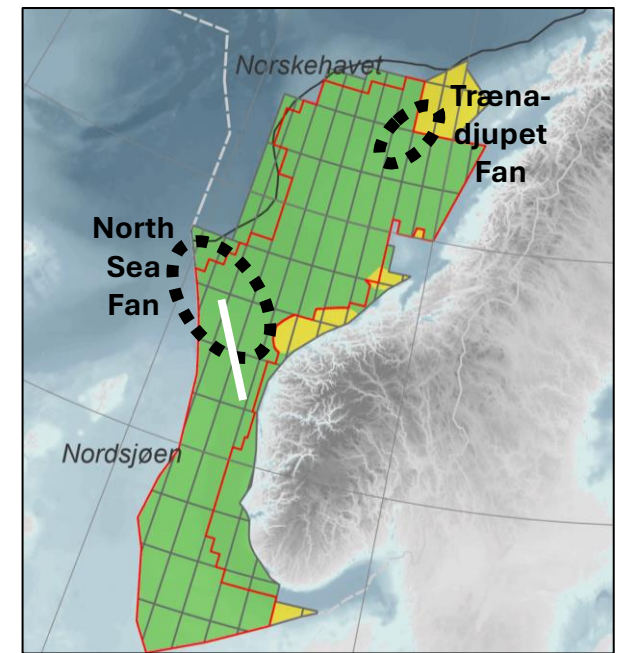 Norskehavet
Træna-
djupet
Fan
North
Sea
Fan
Nordsjøen